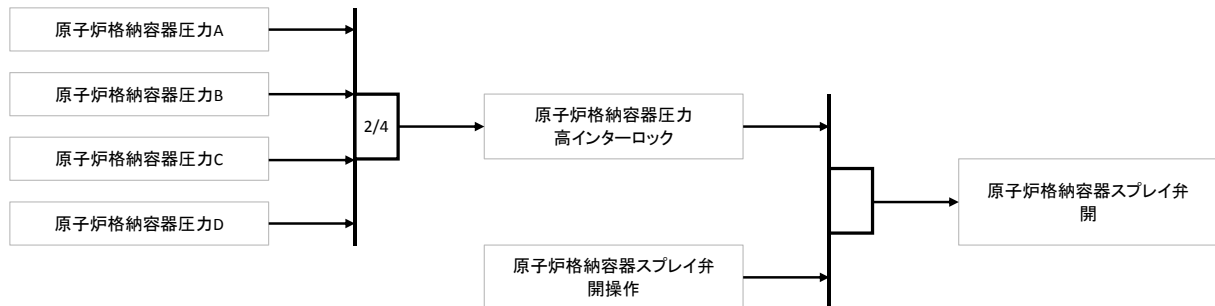 原子炉格納容器圧力A
原子炉格納容器圧力B
原子炉格納容器圧力C
原子炉格納容器圧力D
2/4
原子炉格納容器圧力
高インターロック
原子炉格納容器スプレイ弁
開操作
原子炉格納容器スプレイ弁
開